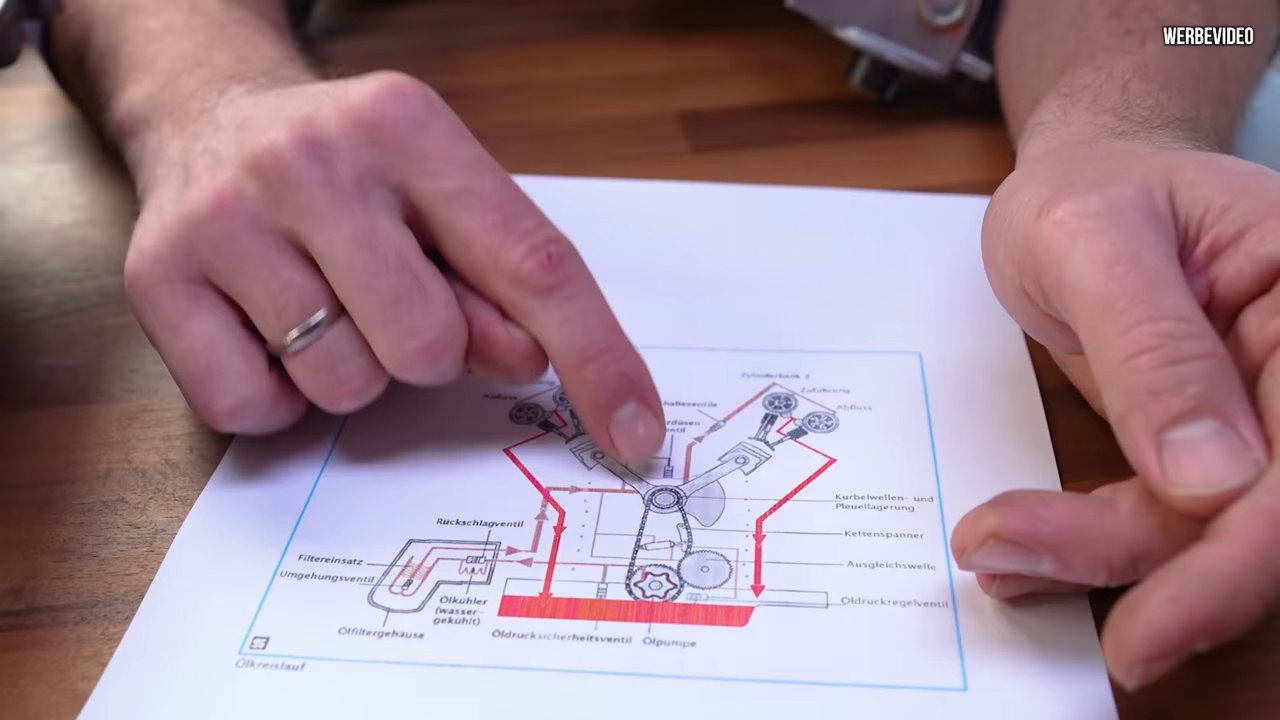 WERBEVIDEO
Zylinderbank 2
Zuführung
Abfluss
Abfluss
Kurbelwellen- und
Pleuellagerung
Rückschlagventil
Kettenspanner
Filtereinsatz
Ausgleichswelle
Umgehungsventil
Ölkühler
(wasser-
gekühlt)
Öldruckregelventil
Ölfiltergehäuse
Öldrucksicherheitsventil
Ölpumpe
Ölkreislauf